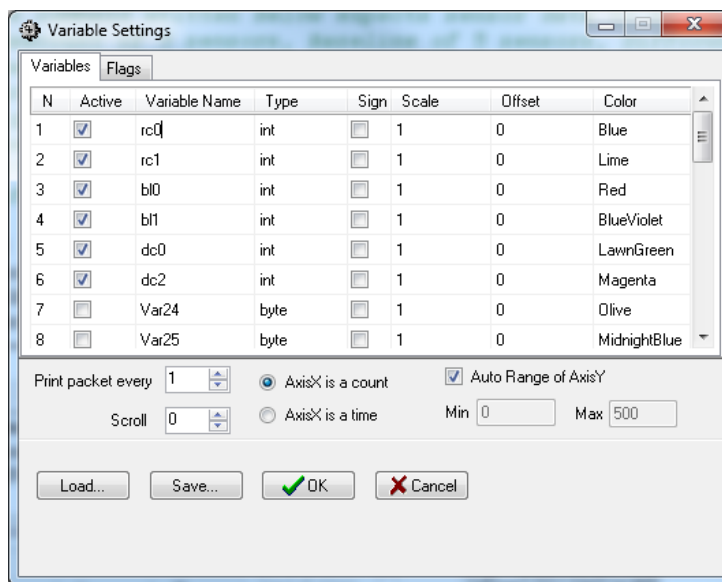 Variable Settings
Variables Flags
N Active Variable Name Type Sign Scale Offset Color
1 rc0 int 1 0 Blue
2 rc1 int 1 0 Lime
3 bl0 int 1 0 Red
4 bl1 int 1 0 BlueViolet
5 dc0 int 1 0 LawnGreen
6 dc2 int 1 0 Magenta
7 Var24 byte 1 0 Olive
8 Var25 byte 1 0 MidnightBlue
Print packet every 1 AxisX is a count Auto Range of AxisY
Scroll 0 AxisX is a time Min 0 Max 500
Load... Save... OK Cancel